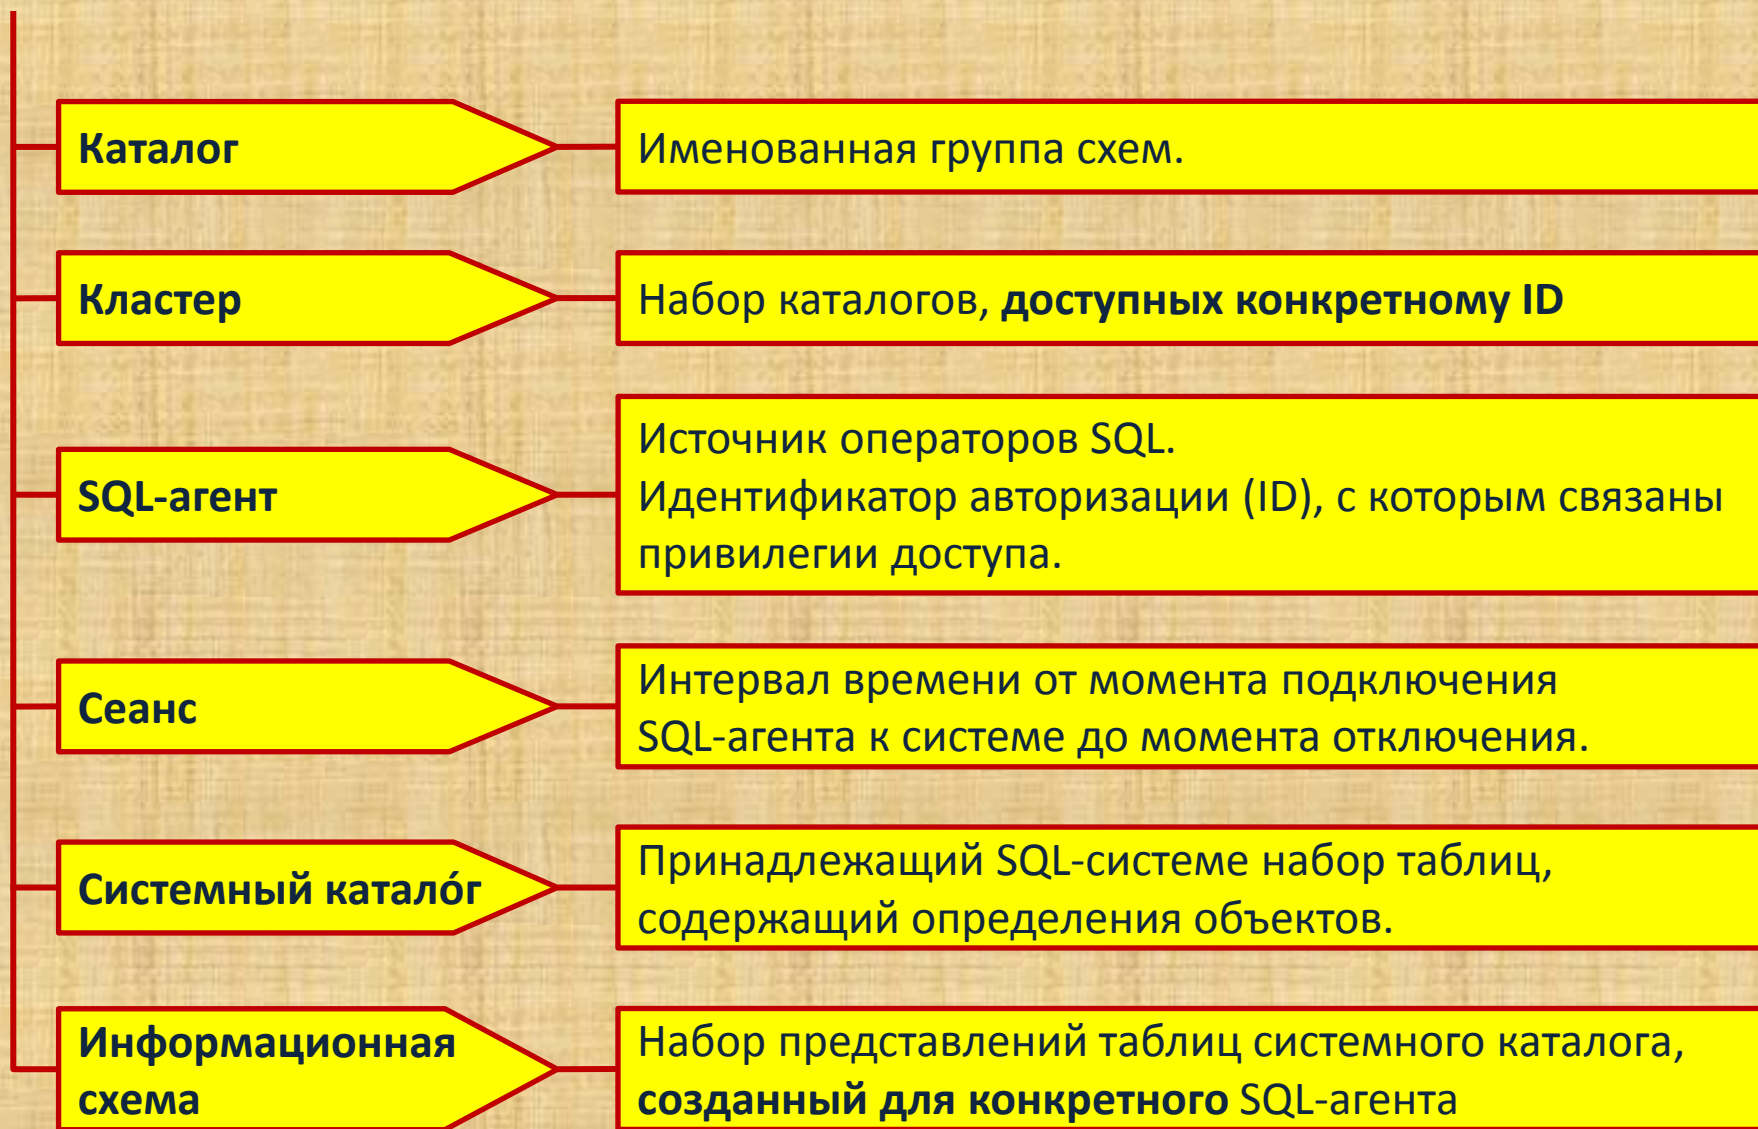 Каталог
Именованная группа схем.
Кластер
Набор каталогов, доступных конкретному ID
SQL-агент
Источник операторов SQL.
Идентификатор авторизации (ID), с которым связаны
привилегии доступа.
Сеанс
Интервал времени от момента подключения
SQL-агента к системе до момента отключения.
Системный катало́г
Принадлежащий SQL-системе набор таблиц,
содержащий определения объектов.
Информационная
схема
Набор представлений таблиц системного каталога,
созданный для конкретного SQL-агента